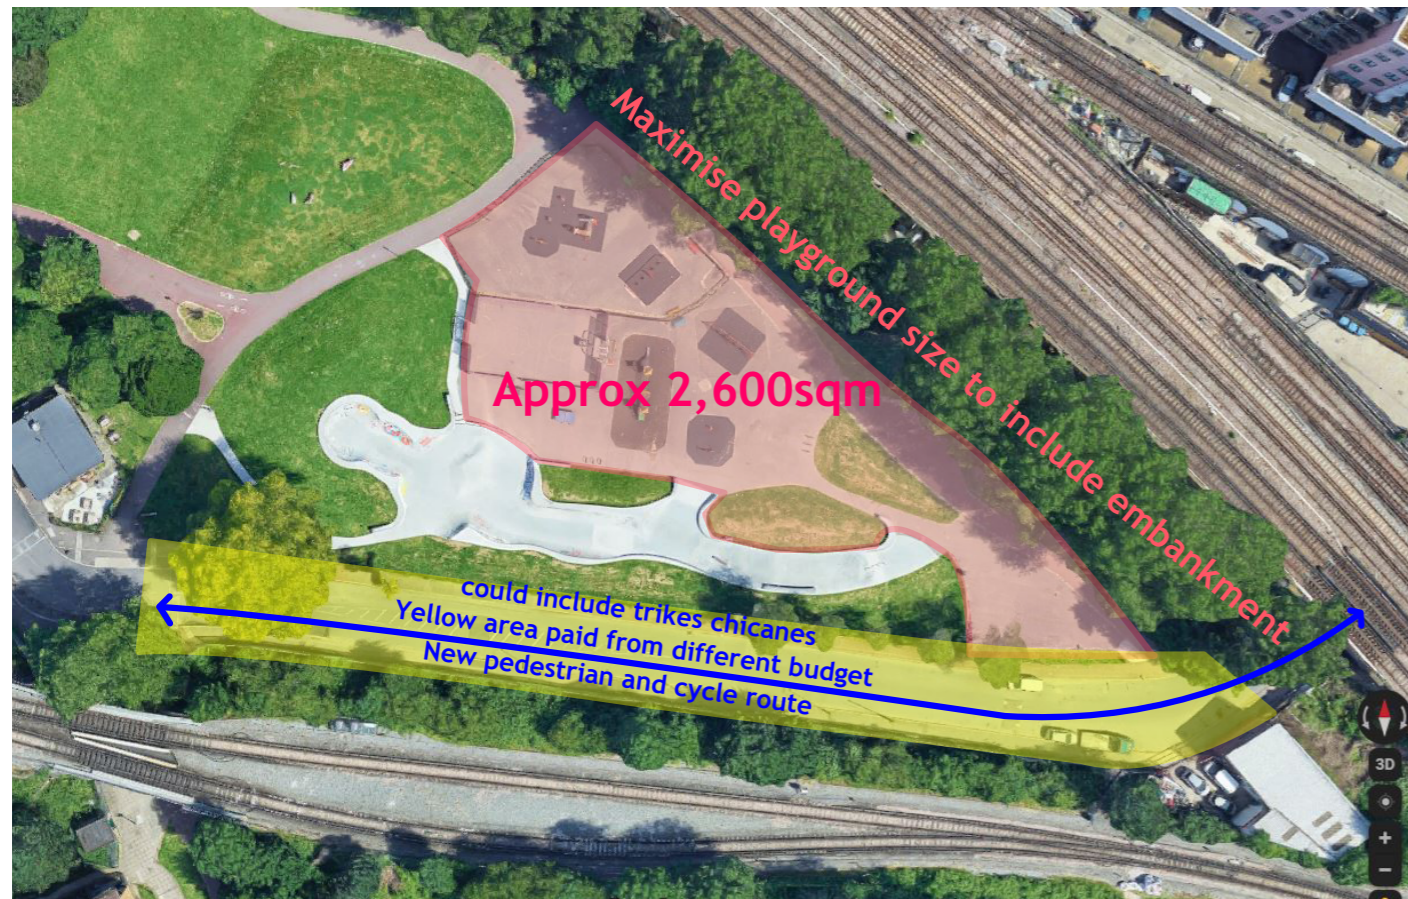 Maximise playground size to include embankment
Approx 2,600sqm
could include trikes chicanes
Yellow area paid from different budget
New pedestrian and cycle route
3D